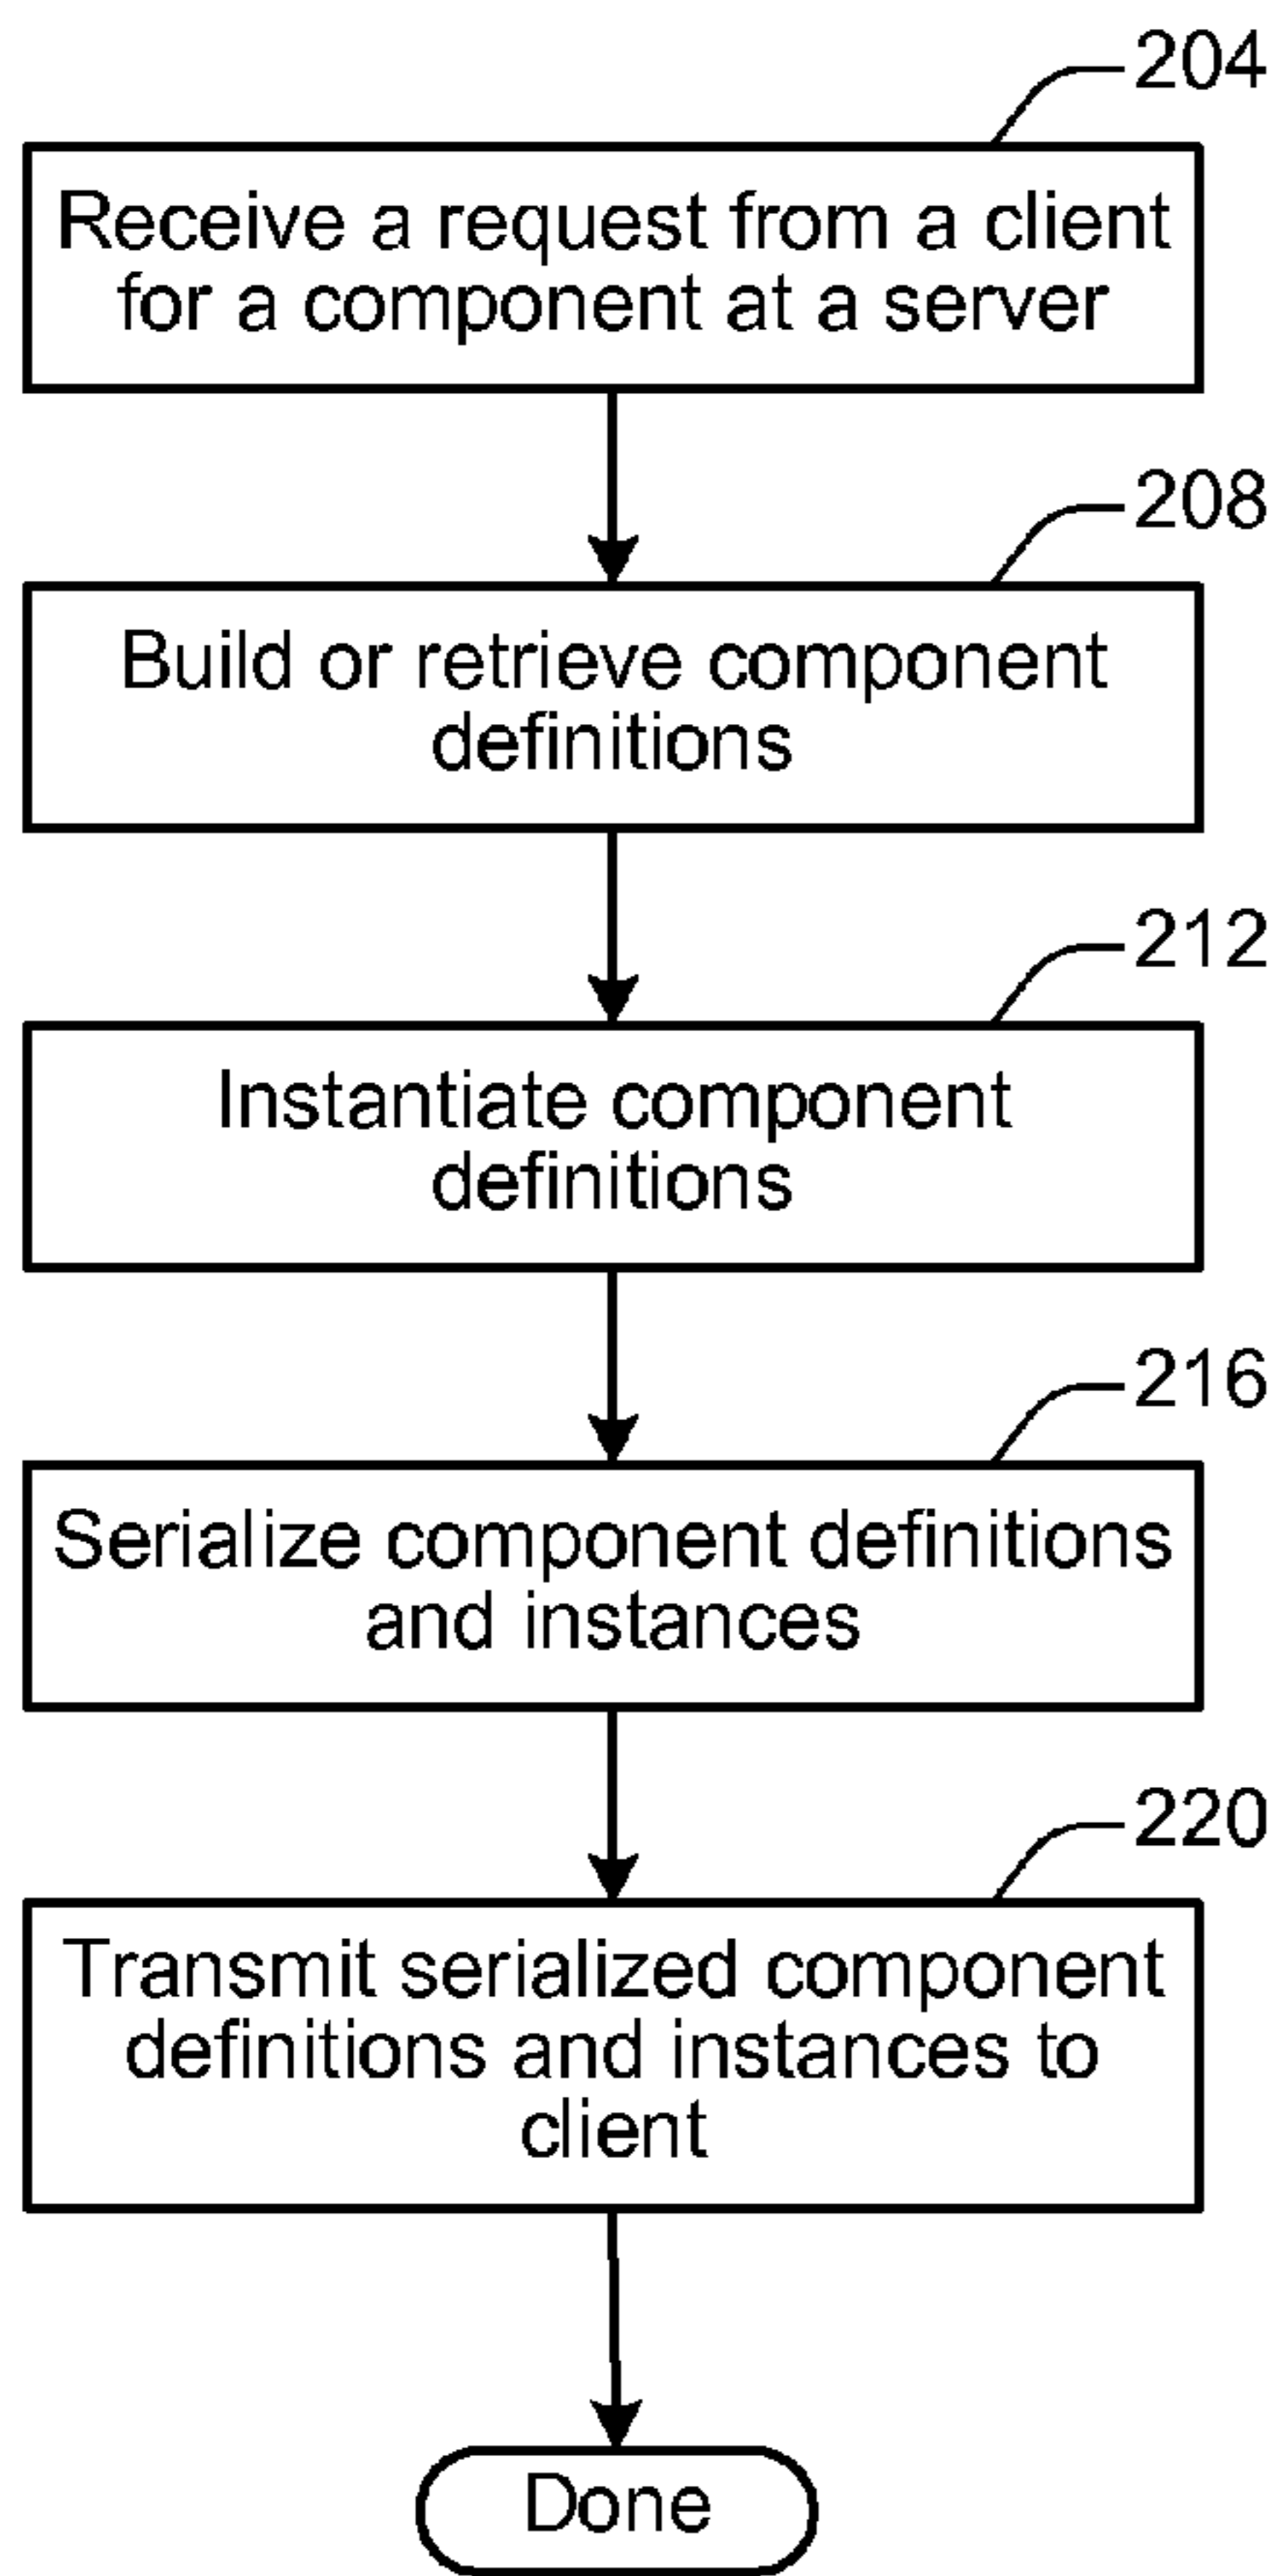 204
Receive a request from a client
for a component at a server
208
Build or retrieve component
definitions
212
Instantiate component
definitions
216
Serialize component definitions
and instances
220
Transmit serialized component
definitions and instances to
client
Done